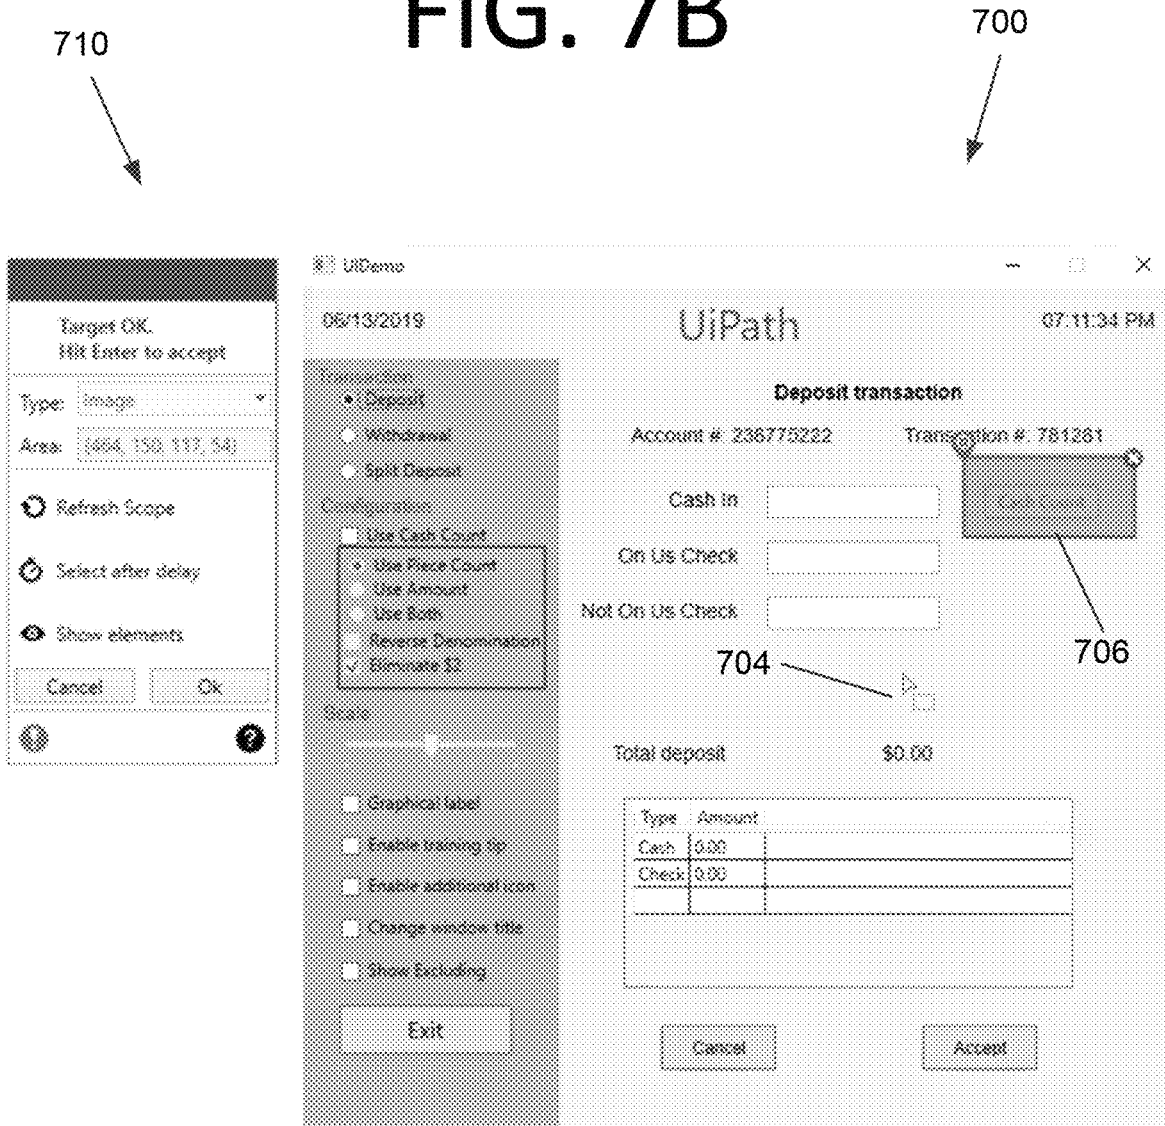 FIG. 7B
710
700
UIDemo
Target OK.
Hit Enter to accept
Type: Image
Area: (464, 150, 117, 54)
Refresh Scope
Select after delay
Show elements
Cancel Ok
06/13/2019 UiPath 07:11:34 PM
Transaction
Deposit
Withdrawal
Split Deposit
Configuration
Use Cash Count
Use Piece Count
Use Amount
Use Both
Reverse Denomination
Eliminate $2
Scale
Graphical label
Enable training tip
Enable additional icon
Change window title
Show Excluding
Exit
Deposit transaction
Account #: 238775222 Transaction #: 781281
Cash In
On Us Check
Not On Us Check
704
706
Total deposit $0.00
Type Amount
Cash 0.00
Check 0.00
Cancel Accept